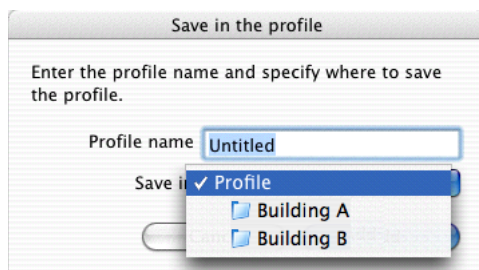 Save in the profile
Enter the profile name and specify where to save
the profile.
Profile name Untitled
Save i ✓ Profile
Building A
Building B